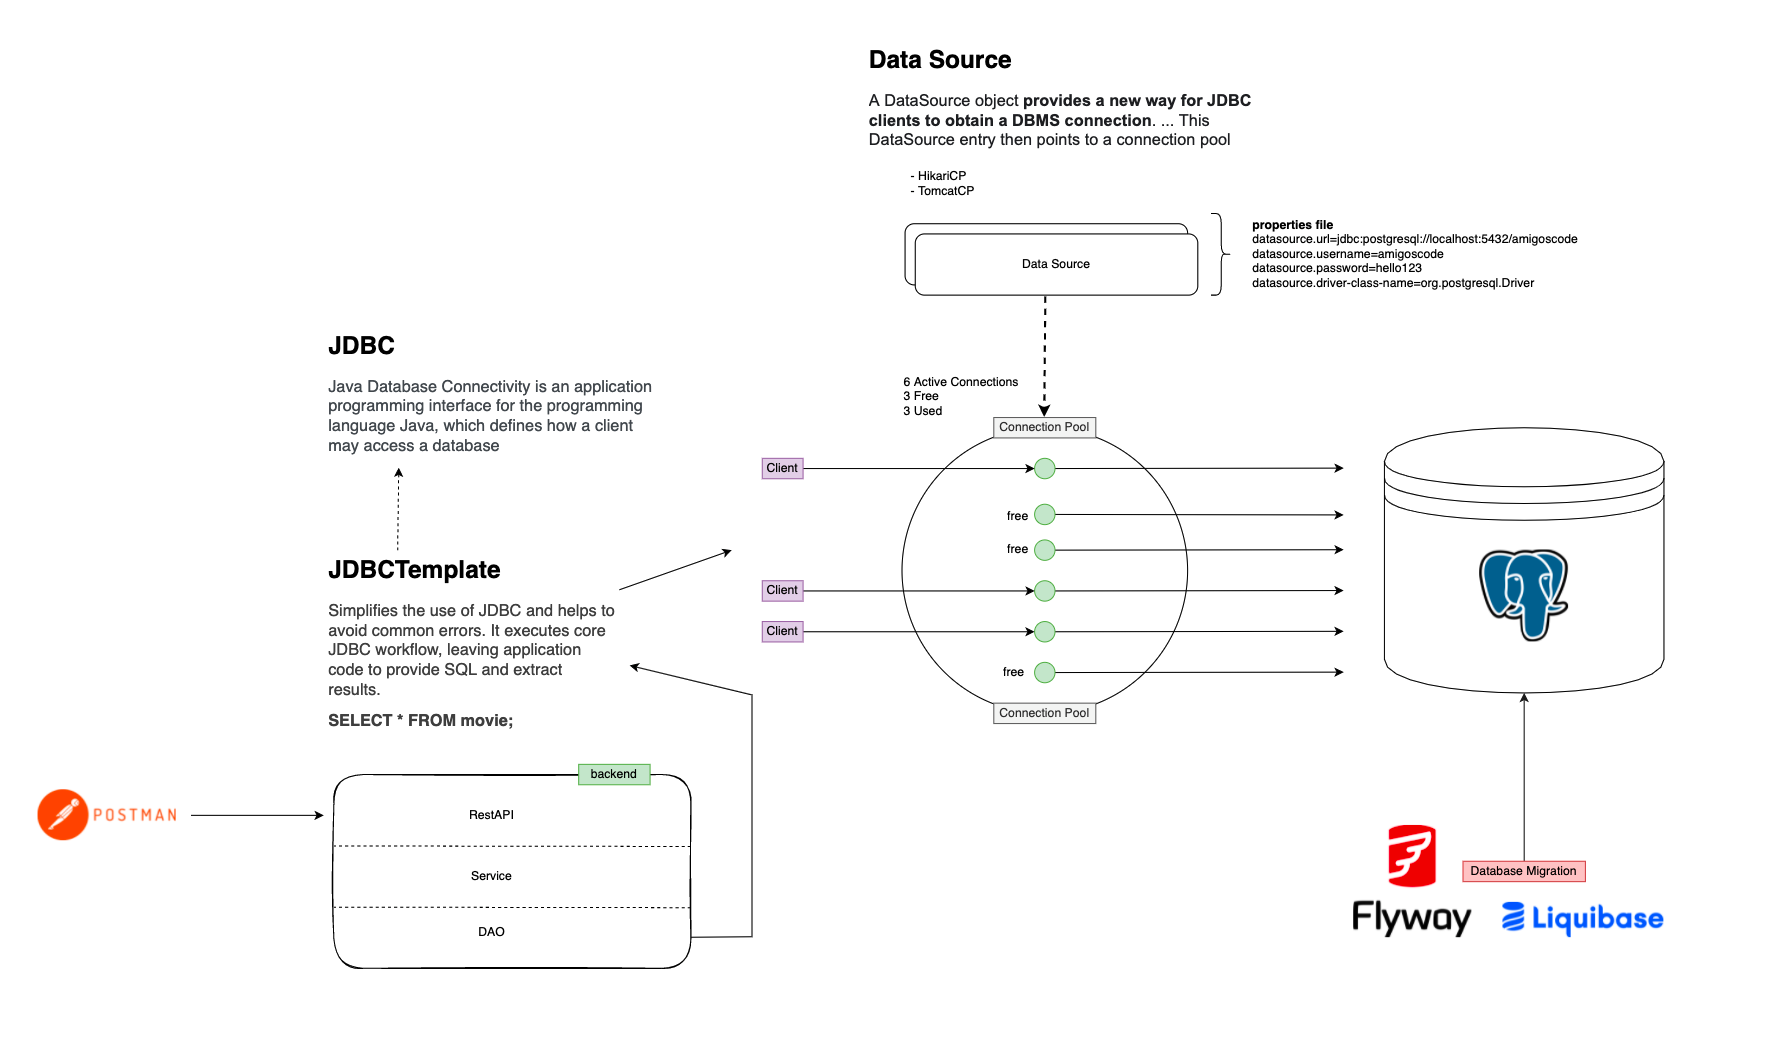 Data Source
A DataSource object provides a new way for JDBC
clients to obtain a DBMS connection. ... This
DataSource entry then points to a connection pool
- HikariCP
- TomcatCP
Data Source
properties file
datasource.url=jdbc:postgresql://localhost:5432/amigoscode
datasource.username=amigoscode
datasource.password=hello123
datasource.driver-class-name=org.postgresql.Driver
JDBC
Java Database Connectivity is an application
programming interface for the programming
language Java, which defines how a client
may access a database
6 Active Connections
3 Free
3 Used
Connection Pool
Client
free
free
Client
Client
free
Connection Pool
JDBCTemplate
Simplifies the use of JDBC and helps to
avoid common errors. It executes core
JDBC workflow, leaving application
code to provide SQL and extract
results.
SELECT * FROM movie;
backend
POSTMAN
RestAPI
Service
DAO
Database Migration
Flyway
Liquibase